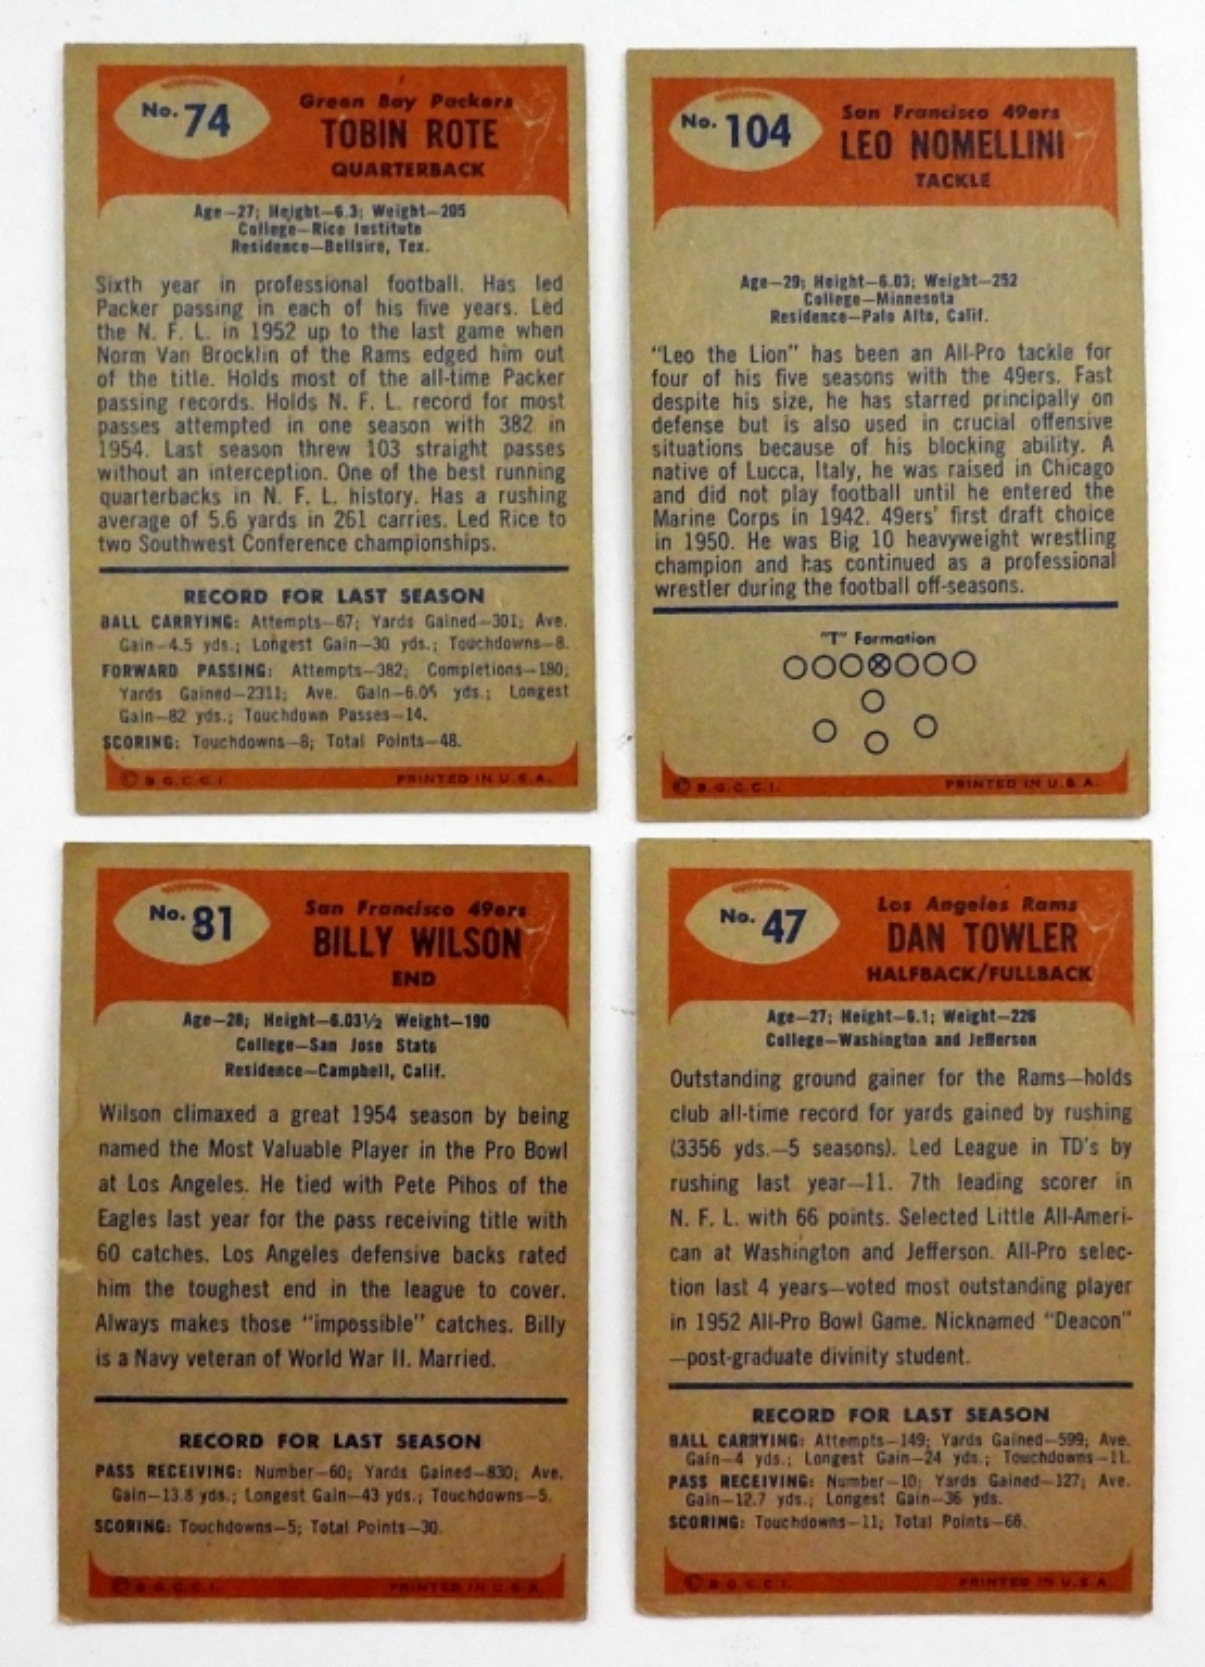 No. 74
Green Bay Packers
TOBIN ROTE
QUARTERBACK
Age—27; Height—6.3; Weight—205
College—Rice Institute
Residence—Bellsire, Tex.
Sixth year in professional football. Has led
Packer passing in each of his five years. Led
the N. F. L. in 1952 up to the last game when
Norm Van Brocklin of the Rams edged him out
of the title. Holds most of the all-time Packer
passing records. Holds N. F. L. record for most
passes attempted in one season with 382 in
1954. Last season threw 103 straight passes
without an interception. One of the best running
quarterbacks in N. F. L. history. Has a rushing
average of 5.6 yards in 261 carries. Led Rice to
two Southwest Conference championships.
RECORD FOR LAST SEASON
BALL CARRYING: Attempts—67; Yards Gained—301; Ave.
Gain—4.5 yds.; Longest Gain—30 yds.; Touchdowns—8.
FORWARD PASSING: Attempts—382; Completions—180;
Yards Gained—2311; Ave. Gain—6.05 yds.; Longest
Gain—82 yds.; Touchdown Passes—14.
SCORING: Touchdowns—8; Total Points—48.
© B.G.C.C.I. PRINTED IN U.S.A.
No. 104
San Francisco 49ers
LEO NOMELLINI
TACKLE
Age—29; Height—6.03; Weight—252
College—Minnesota
Residence—Palo Alto, Calif.
"Leo the Lion" has been an All-Pro tackle for
four of his five seasons with the 49ers. Fast
despite his size, he has starred principally on
defense but is also used in crucial offensive
situations because of his blocking ability. A
native of Lucca, Italy, he was raised in Chicago
and did not play football until he entered the
Marine Corps in 1942. 49ers' first draft choice
in 1950. He was Big 10 heavyweight wrestling
champion and has continued as a professional
wrestler during the football off-seasons.
"T" Formation
© B.G.C.C.I. PRINTED IN U.S.A.
No. 81
San Francisco 49ers
BILLY WILSON
END
Age—28; Height—6.03½ Weight—190
College—San Jose State
Residence—Campbell, Calif.
Wilson climaxed a great 1954 season by being
named the Most Valuable Player in the Pro Bowl
at Los Angeles. He tied with Pete Pihos of the
Eagles last year for the pass receiving title with
60 catches. Los Angeles defensive backs rated
him the toughest end in the league to cover.
Always makes those "impossible" catches. Billy
is a Navy veteran of World War II. Married.
RECORD FOR LAST SEASON
PASS RECEIVING: Number—60; Yards Gained—830; Ave.
Gain—13.8 yds.; Longest Gain—43 yds.; Touchdowns—5.
SCORING: Touchdowns—5; Total Points—30.
© B.G.C.C.I. PRINTED IN U.S.A.
No. 47
Los Angeles Rams
DAN TOWLER
HALFBACK/FULLBACK
Age—27; Height—6.1; Weight—226
College—Washington and Jefferson
Outstanding ground gainer for the Rams—holds
club all-time record for yards gained by rushing
(3356 yds.—5 seasons). Led League in TD's by
rushing last year—11. 7th leading scorer in
N. F. L. with 66 points. Selected Little All-Ameri-
can at Washington and Jefferson. All-Pro selec-
tion last 4 years—voted most outstanding player
in 1952 All-Pro Bowl Game. Nicknamed "Deacon"
—post-graduate divinity student.
RECORD FOR LAST SEASON
BALL CARRYING: Attempts—149; Yards Gained—599; Ave.
Gain—4 yds.; Longest Gain—24 yds.; Touchdowns—11.
PASS RECEIVING: Number—10; Yards Gained—127; Ave.
Gain—12.7 yds.; Longest Gain—36 yds.
SCORING: Touchdowns—11; Total Points—66.
© B.G.C.C.I. PRINTED IN U.S.A.